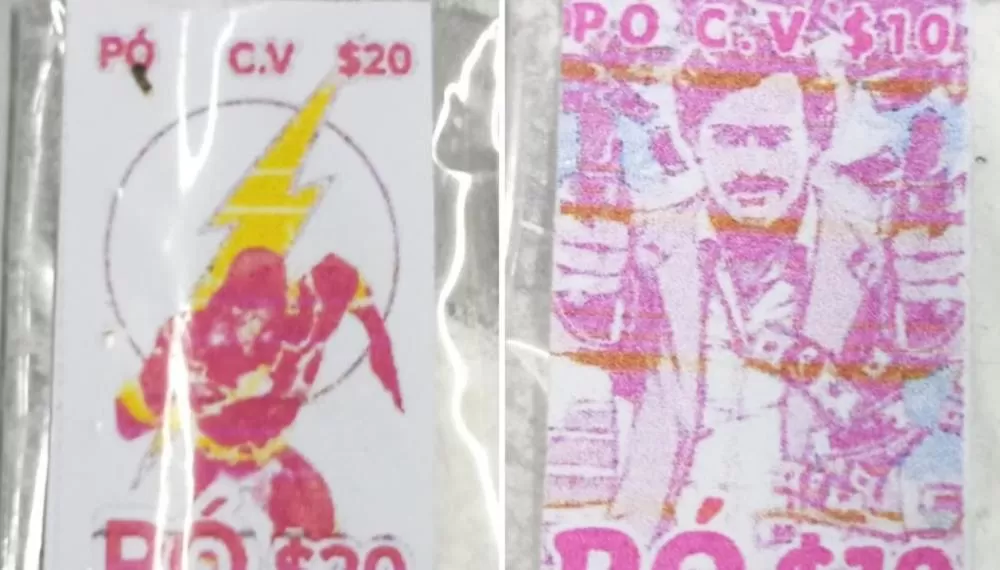 PÓ C.V $20
PÓ $20
PO C.V $10
PÓ $10